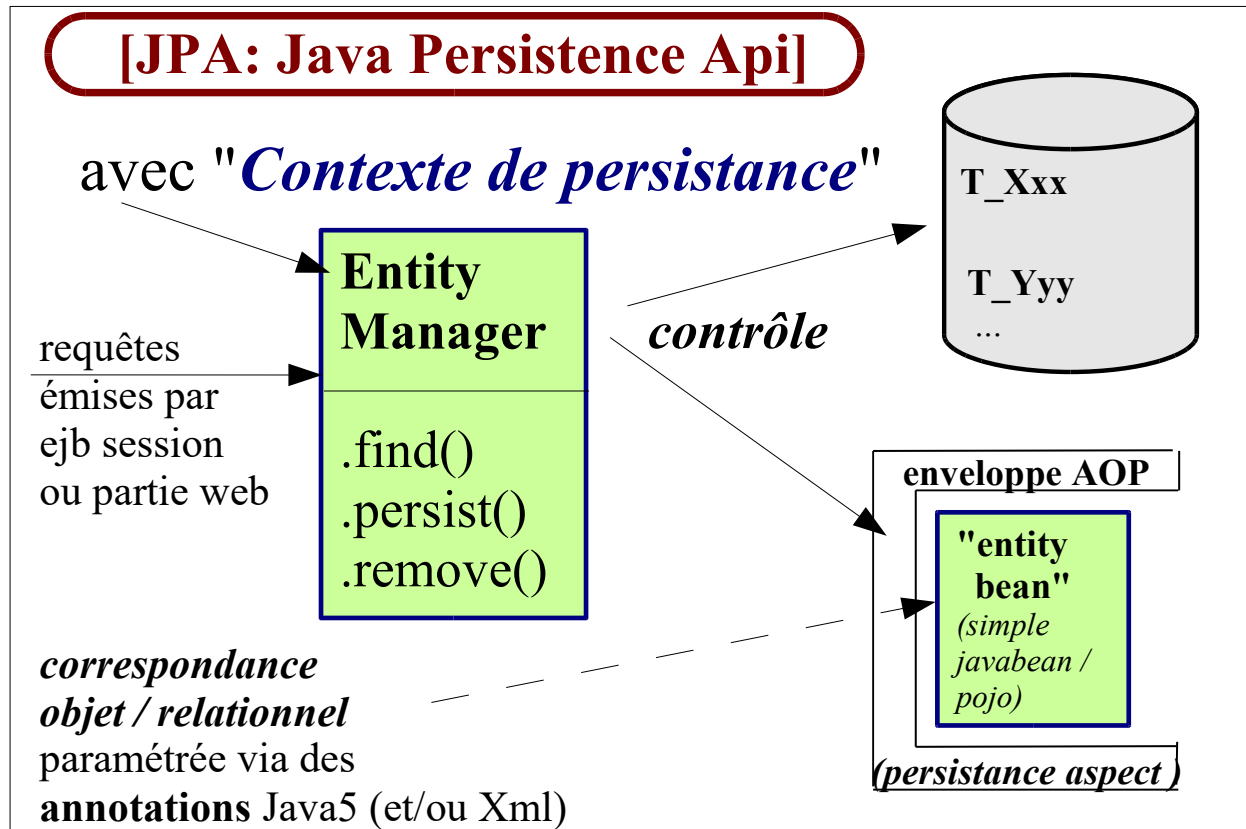 [JPA: Java Persistence Api]
avec "Contexte de persistance"
T_Xxx
T_Yyy
...
Entity
Manager
.find()
.persist()
.remove()
contrôle
requêtes
émises par
ejb session
ou partie web
enveloppe AOP
"entity
bean"
(simple
javabean /
pojo)
(persistance aspect )
correspondance
objet / relationnel
paramétrée via des
annotations Java5 (et/ou Xml)